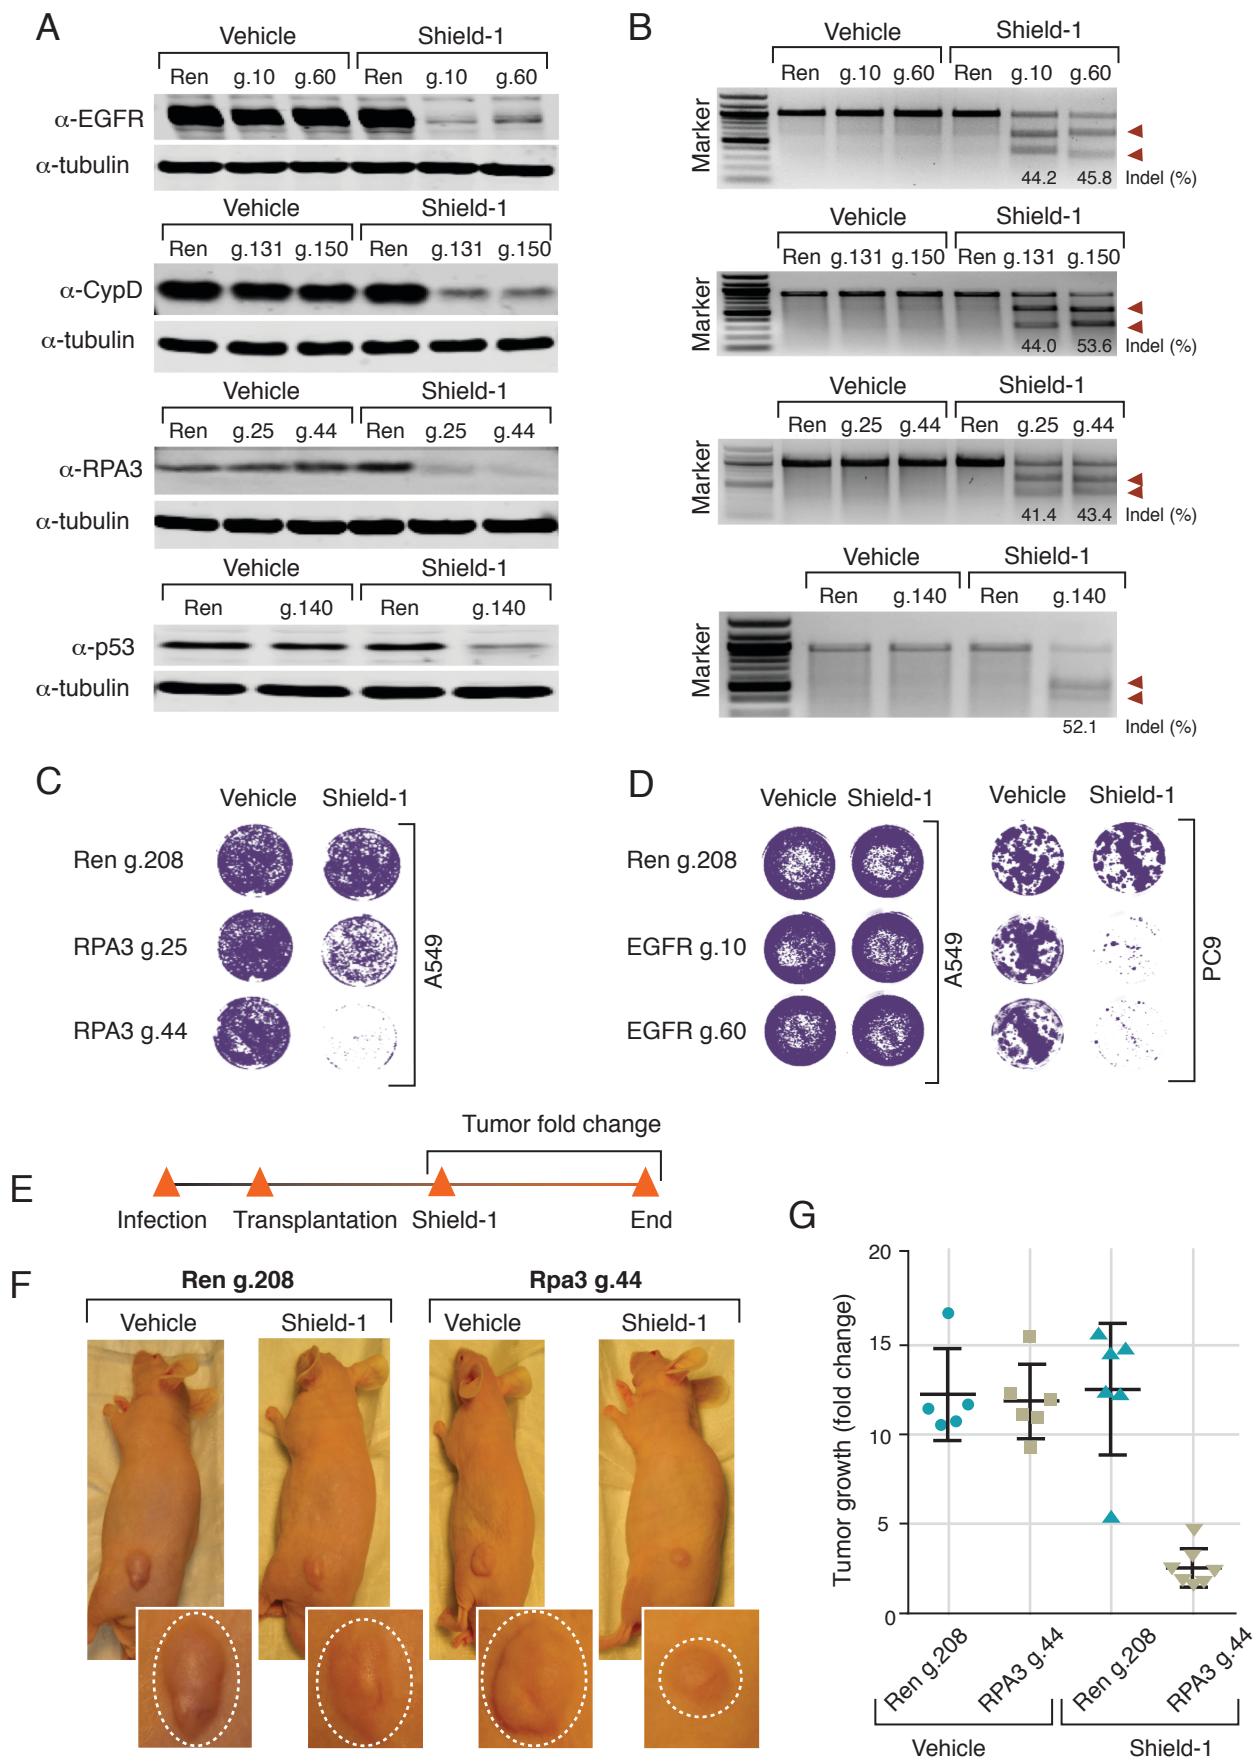 A
Vehicle Shield-1
Ren g.10 g.60 Ren g.10 g.60
α-EGFR
α-tubulin
Vehicle Shield-1
Ren g.131 g.150 Ren g.131 g.150
α-CypD
α-tubulin
Vehicle Shield-1
Ren g.25 g.44 Ren g.25 g.44
α-RPA3
α-tubulin
Vehicle Shield-1
Ren g.140 Ren g.140
α-p53
α-tubulin
B
Vehicle Shield-1
Ren g.10 g.60 Ren g.10 g.60
Marker
44.2 45.8 Indel (%)
Vehicle Shield-1
Ren g.131 g.150 Ren g.131 g.150
Marker
44.0 53.6 Indel (%)
Vehicle Shield-1
Ren g.25 g.44 Ren g.25 g.44
Marker
41.4 43.4 Indel (%)
Vehicle Shield-1
Ren g.140 Ren g.140
Marker
52.1 Indel (%)
C
Vehicle Shield-1
Ren g.208
RPA3 g.25
RPA3 g.44
A549
D
Vehicle Shield-1 Vehicle Shield-1
Ren g.208
EGFR g.10
EGFR g.60
A549
PC9
E
Tumor fold change
Infection Transplantation Shield-1 End
F
Ren g.208 Rpa3 g.44
Vehicle Shield-1 Vehicle Shield-1
G
Tumor growth (fold change)
20
15
10
5
0
Ren g.208 RPA3 g.44 Ren g.208 RPA3 g.44
Vehicle Shield-1